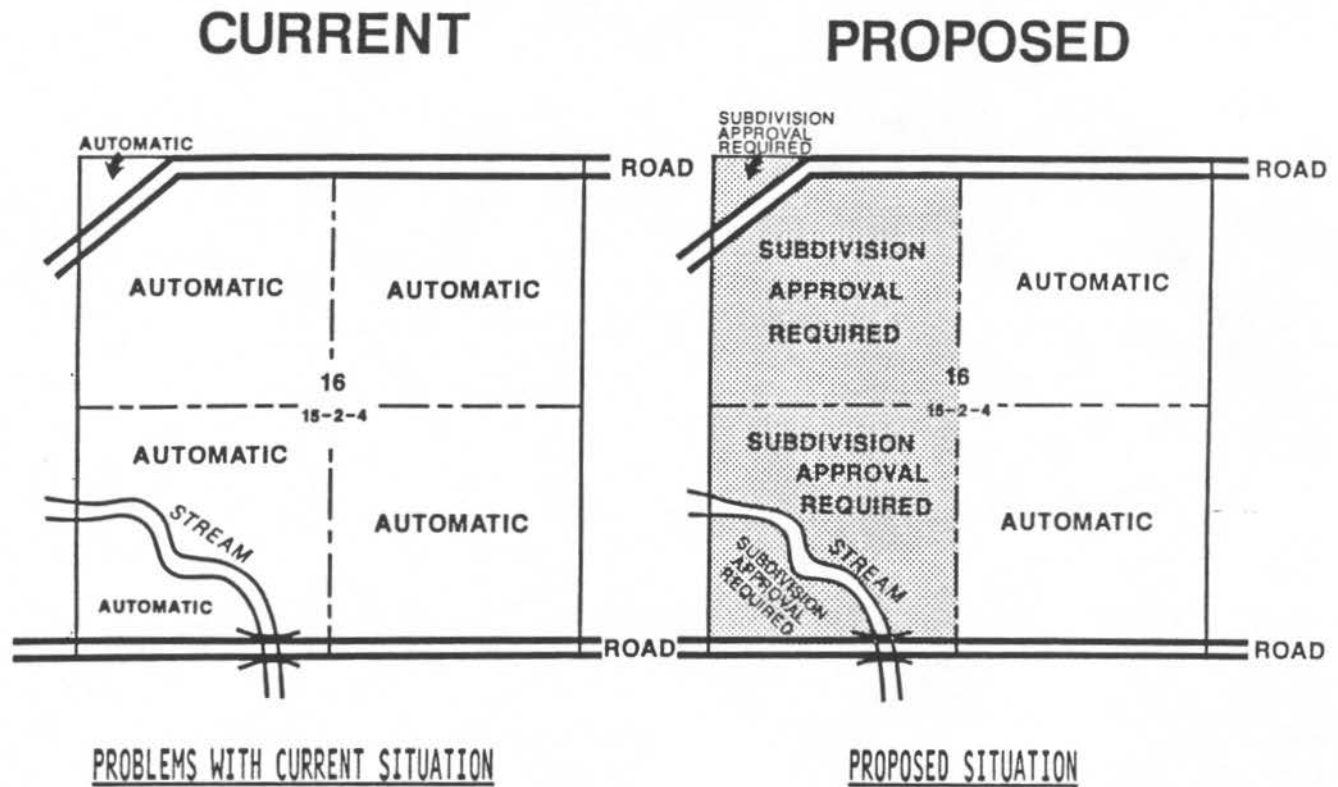 CURRENT
AUTOMATIC
ROAD
AUTOMATIC
AUTOMATIC
16
15-2-4
AUTOMATIC
STREAM
AUTOMATIC
AUTOMATIC
ROAD
PROBLEMS WITH CURRENT SITUATION
PROPOSED
SUBDIVISION
APPROVAL
REQUIRED
ROAD
SUBDIVISION
APPROVAL
REQUIRED
AUTOMATIC
16
15-2-4
SUBDIVISION
APPROVAL
REQUIRED
AUTOMATIC
STREAM
SUBDIVISION
APPROVAL
REQUIRED
ROAD
PROPOSED SITUATION